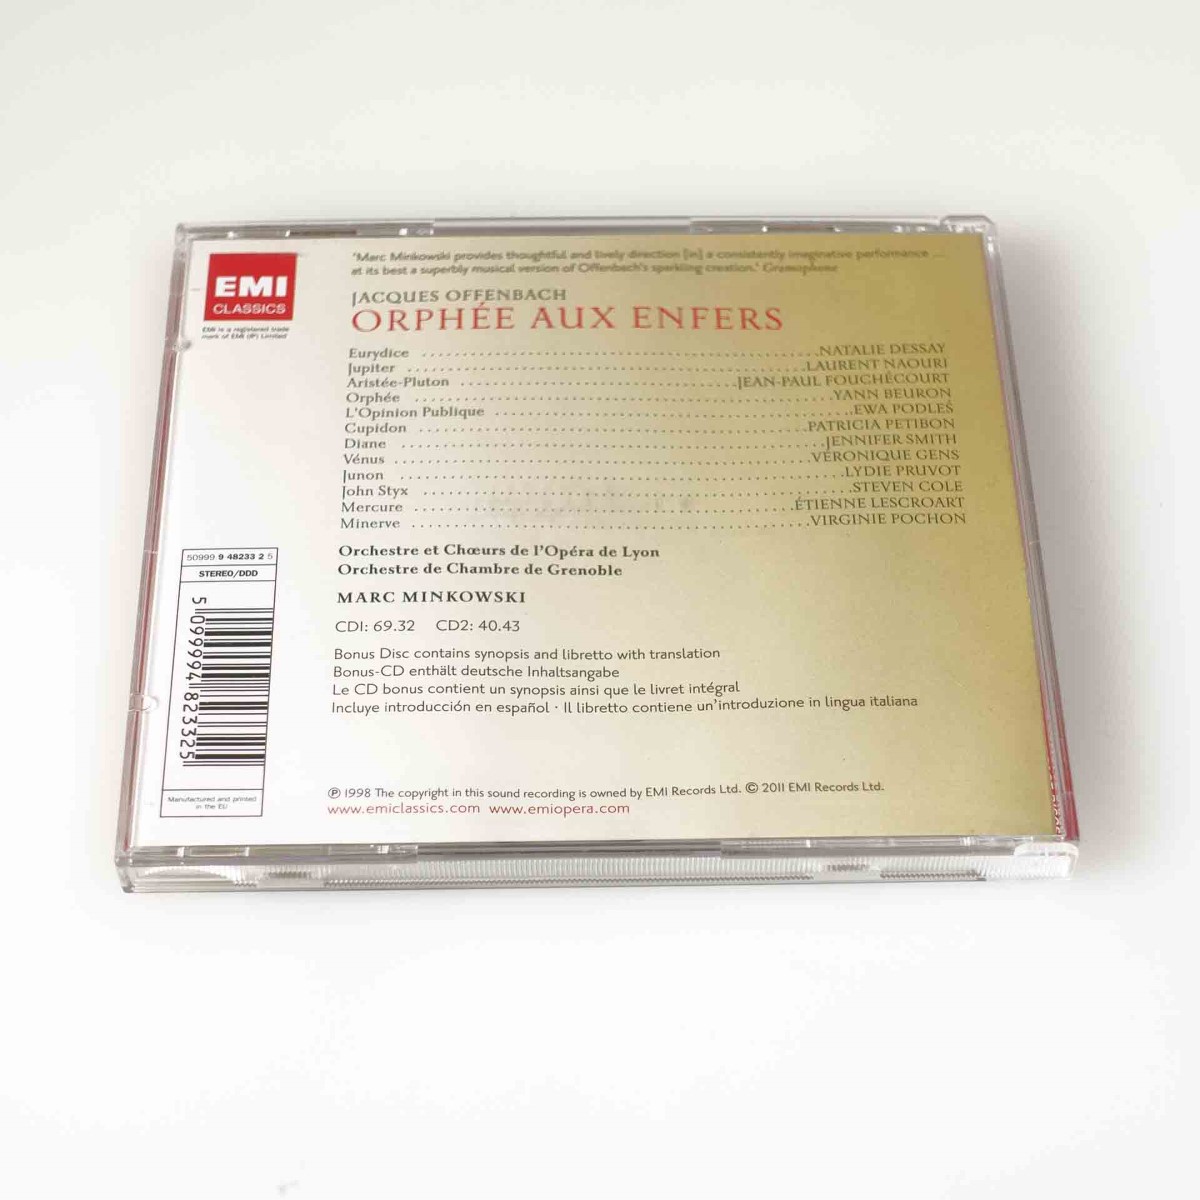 'Marc Minkowski provides thoughtful and lively direction [in] a consistently imaginative performance ...
at its best a superbly musical version of Offenbach's sparkling creation.' Gramophone
EMI
CLASSICS
EMI is a registered trade
mark of EMI (IP) Limited
JACQUES OFFENBACH
ORPHÉE AUX ENFERS
Eurydice ........ NATALIE DESSAY
Jupiter ........ LAURENT NAOURI
Aristée-Pluton ........ JEAN-PAUL FOUCHÉCOURT
Orphée ........ YANN BEURON
L'Opinion Publique ........ EWA PODLEŚ
Cupidon ........ PATRICIA PETIBON
Diane ........ JENNIFER SMITH
Vénus ........ VÉRONIQUE GENS
Junon ........ LYDIE PRUVOT
John Styx ........ STEVEN COLE
Mercure ........ ÉTIENNE LESCROART
Minerve ........ VIRGINIE POCHON
Orchestre et Chœurs de l'Opéra de Lyon
Orchestre de Chambre de Grenoble
MARC MINKOWSKI
CD1: 69.32 CD2: 40.43
Bonus Disc contains synopsis and libretto with translation
Bonus-CD enthält deutsche Inhaltsangabe
Le CD bonus contient un synopsis ainsi que le livret intégral
Incluye introducción en español · Il libretto contiene un'introduzione in lingua italiana
50999 9 48233 2 5
STEREO/DDD
5 099994 823325
Manufactured and printed
in the EU
℗ 1998 The copyright in this sound recording is owned by EMI Records Ltd. © 2011 EMI Records Ltd.
www.emiclassics.com www.emiopera.com